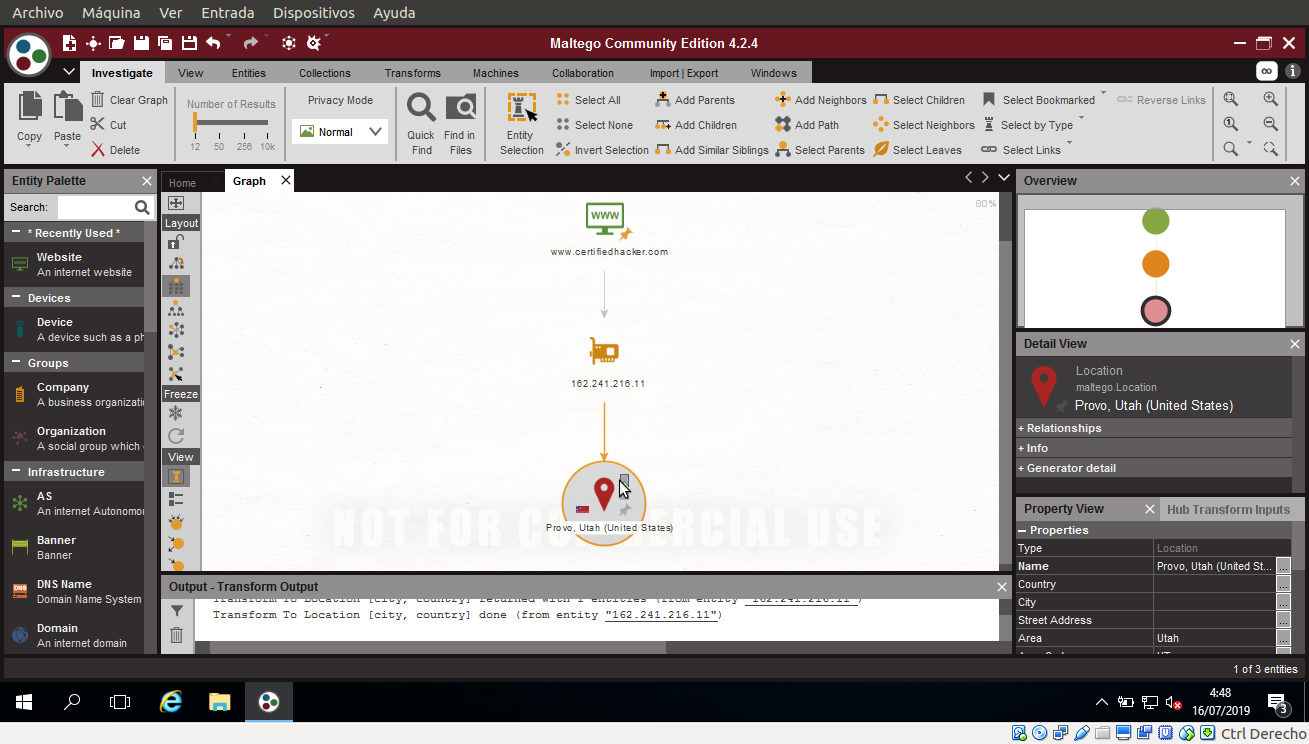 Archivo Máquina Ver Entrada Dispositivos Ayuda
Maltego Community Edition 4.2.4
Investigate View Entities Collections Transforms Machines Collaboration Import | Export Windows
Copy
Paste
Clear Graph
Cut
Delete
Number of Results
12 50 256 10k
Privacy Mode
Normal
Quick Find
Find in Files
Entity Selection
Select All
Select None
Invert Selection
Add Parents
Add Children
Add Similar Siblings
Add Neighbors
Add Path
Select Parents
Select Children
Select Neighbors
Select Leaves
Select Bookmarked
Select by Type
Select Links
Reverse Links
Entity Palette
Search:
* Recently Used *
Website
An internet website
Devices
Device
A device such as a ph
Groups
Company
A business organizati
Organization
A social group which
Infrastructure
AS
An internet Autonomo
Banner
Banner
DNS
DNS Name
Domain Name System
Domain
An internet domain
Home Graph
Layout
Freeze
View
80%
WWW
www.certifiedhacker.com
162.241.216.11
Provo, Utah (United States)
NOT FOR COMMERCIAL USE
Output - Transform Output
Transform To Location [city, country] returned with 1 entities (from entity "162.241.216.11")
Transform To Location [city, country] done (from entity "162.241.216.11")
Overview
Detail View
Location
maltego.Location
Provo, Utah (United States)
+ Relationships
+ Info
+ Generator detail
Property View Hub Transform Inputs
Properties
Type Location
Name Provo, Utah (United St... ...
Country ...
City ...
Street Address ...
Area Utah ...
1 of 3 entities
4:48
16/07/2019
3
Ctrl Derecho